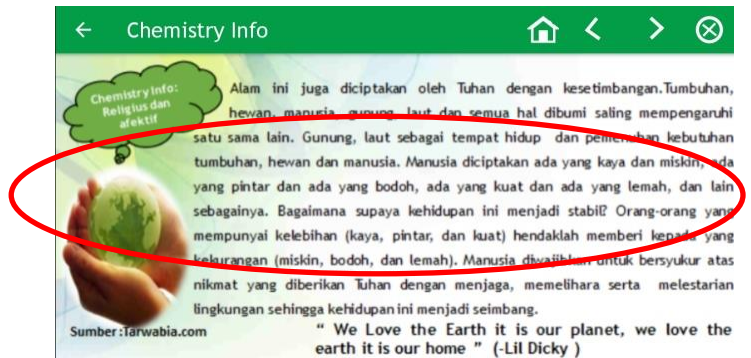 Chemistry Info
Chemistry Info:
Religius dan
afektif
Alam ini juga diciptakan oleh Tuhan dengan kesetimbangan.Tumbuhan,
hewan, manusia, gunung, laut dan semua hal dibumi saling mempengaruhi
satu sama lain. Gunung, laut sebagai tempat hidup dan pemenuhan kebutuhan
tumbuhan, hewan dan manusia. Manusia diciptakan ada yang kaya dan miskin, ada
yang pintar dan ada yang bodoh, ada yang kuat dan ada yang lemah, dan lain
sebagainya. Bagaimana supaya kehidupan ini menjadi stabil? Orang-orang yang
mempunyai kelebihan (kaya, pintar, dan kuat) hendaklah memberi kepada yang
kekurangan (miskin, bodoh, dan lemah). Manusia diwajibkan untuk bersyukur atas
nikmat yang diberikan Tuhan dengan menjaga, memelihara serta melestarian
lingkungan sehingga kehidupan ini menjadi seimbang.
Sumber :Tarwabia.com
“ We Love the Earth it is our planet, we love the
earth it is our home ” (-Lil Dicky )